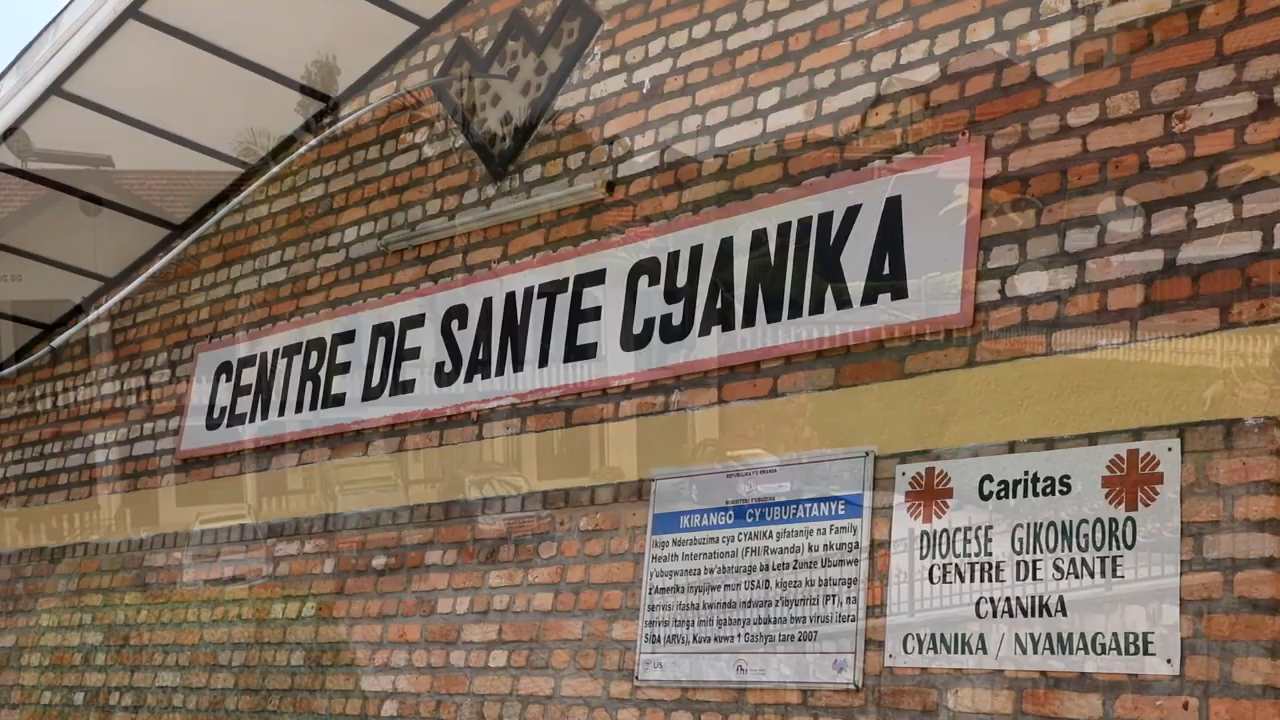 CENTRE DE SANTE CYANIKA
REPUBULIKA Y'U RWANDA
MINISITERI Y'UBUZIMA
IKIRANGO CY'UBUFATANYE
Ikigo Nderabuzima cya CYANIKA gifatanije na Family
Health International (FHI/Rwanda) ku nkunga
y'ubugwaneza bw'abaturage ba Leta Zunze Ubumwe
z'Amerika inyujijwe muri USAID, kigeza ku baturage
serivisi ifasha kwirinda indwara z'ibyuririzi (PT), na
serivisi itanga imiti igabanya ubukana bwa virusi itera
SIDA (ARVs), Kuva kuwa 1 Gashyantare 2007
fhi
Caritas
DIOCESE GIKONGORO
CENTRE DE SANTE
CYANIKA
CYANIKA / NYAMAGABE